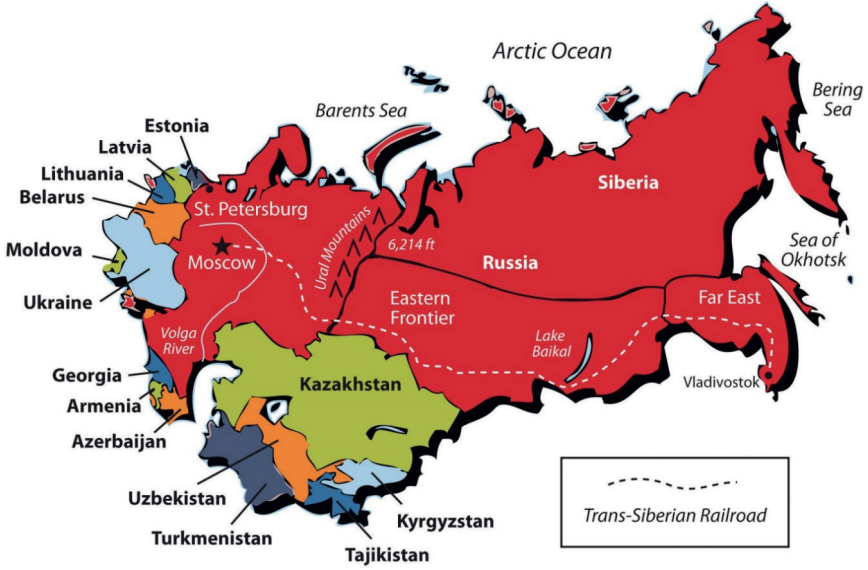 Arctic Ocean
Barents Sea
Bering
Sea
Estonia
Latvia
Lithuania
Belarus
St. Petersburg
Siberia
Ural Mountains
6,214 ft
Moldova
Moscow
Sea of
Okhotsk
Russia
Ukraine
Eastern
Frontier
Far East
Volga
River
Lake
Baikal
Georgia
Kazakhstan
Vladivostok
Armenia
Azerbaijan
Uzbekistan
Turkmenistan
Kyrgyzstan
Tajikistan
Trans-Siberian Railroad